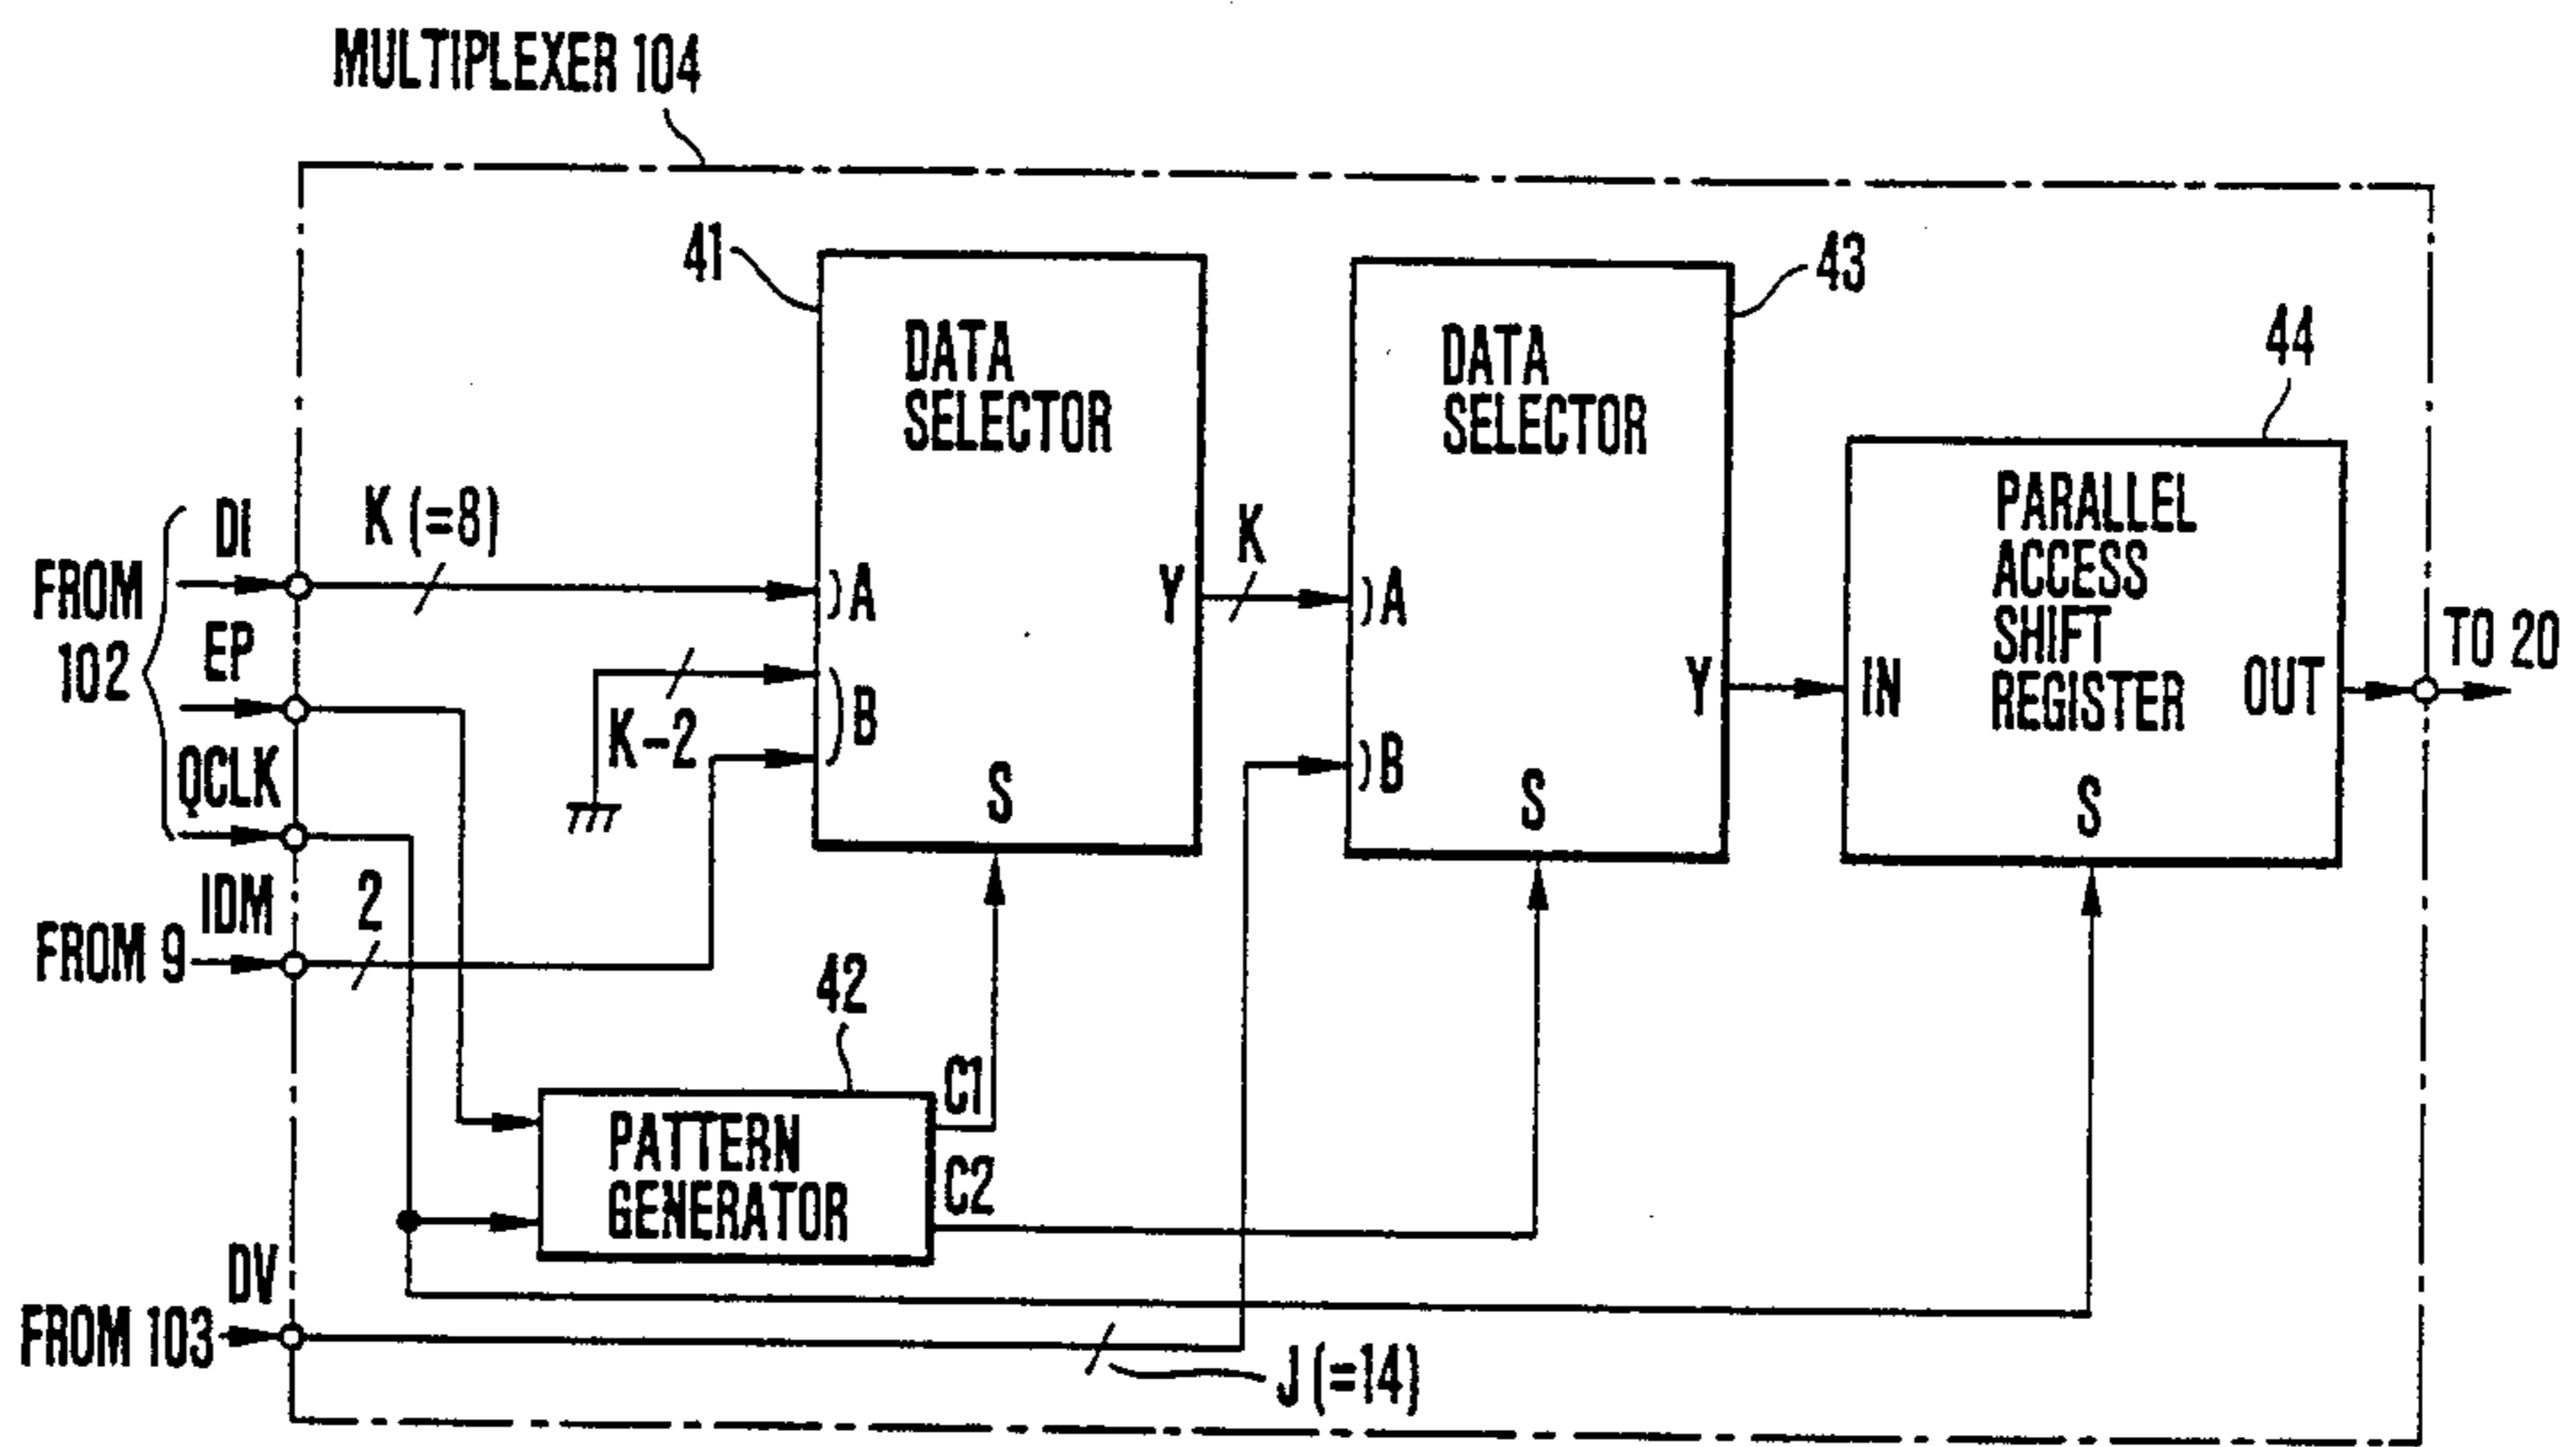 MULTIPLEXER 104
41
43
44
DATA
SELECTOR
DATA
SELECTOR
PARALLEL
ACCESS
SHIFT
REGISTER
DI
K (=8)
FROM
102
EP
QCLK
IDM
2
FROM 9
K-2
A
B
Y
S
K
A
B
Y
S
IN
OUT
S
TO 20
42
PATTERN
GENERATOR
C1
C2
DV
FROM 103
J (=14)